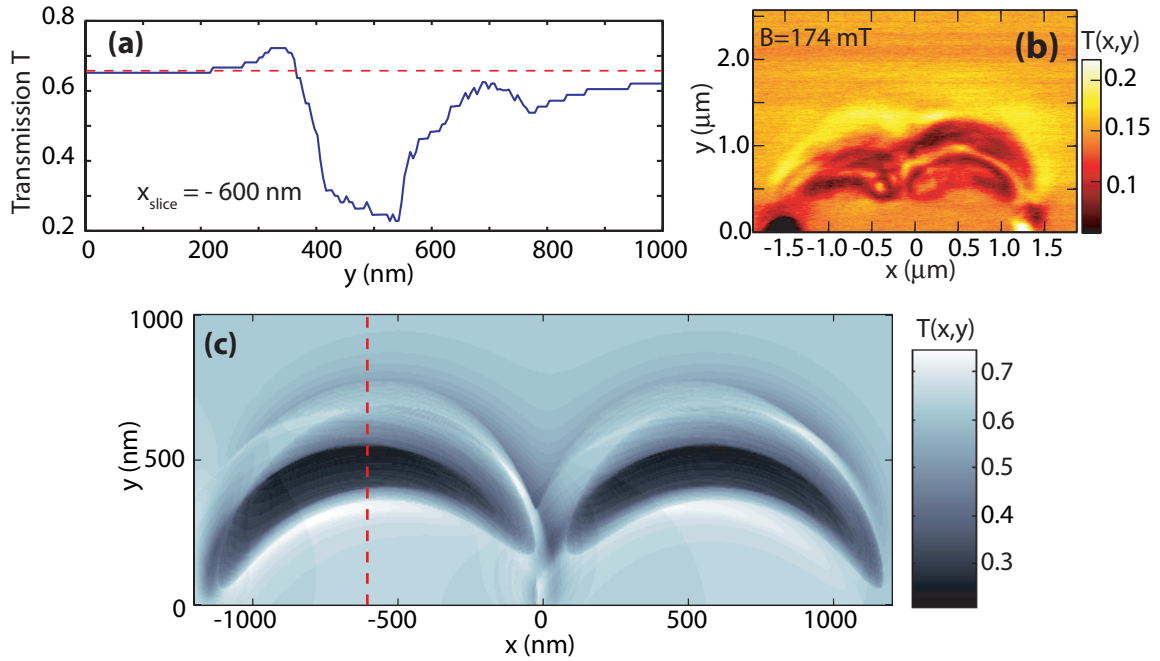 (a)
Transmission T
0.8
0.6
0.4
0.2
x_slice = - 600 nm
0 200 400 600 800 1000
y (nm)
B=174 mT
(b)
y (μm)
2.0
1.0
0.0
-1.5 -1.0 -0.5 0 0.5 1.0 1.5
x (μm)
T(x,y)
0.2
0.15
0.1
(c)
y (nm)
1000
500
0
-1000 -500 0 500 1000
x (nm)
T(x,y)
0.7
0.6
0.5
0.4
0.3